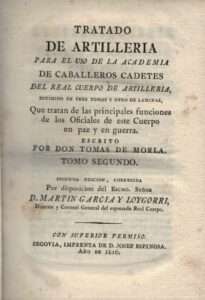 TRATADO
DE ARTILLERIA
PARA EL USO DE LA ACADEMIA
DE CABALLEROS CADETES
DEL REAL CUERPO DE ARTILLERIA,
DIVIDIDO EN TRES TOMOS Y OTRO DE LAMINAS,
Que tratan de las principales funciones
de los Oficiales de este Cuerpo
en paz y en guerra.
ESCRITO
POR DON TOMAS DE MORLA.
TOMO SEGUNDO.
SEGUNDA EDICION, CORREGIDA
Por disposicion del Excmo. Señor
D. MARTIN GARCIA Y LOYGORRI,
Director y Coronel General del expresado Real Cuerpo.
CON SUPERIOR PERMISO.
SEGOVIA, IMPRENTA DE D. JOSEF ESPINOSA.
AÑO DE 1816.